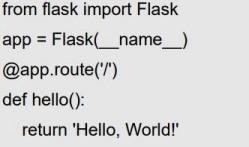 from flask import Flask
app = Flask(__name__)
@app.route('/')
def hello():
    return 'Hello, World!'